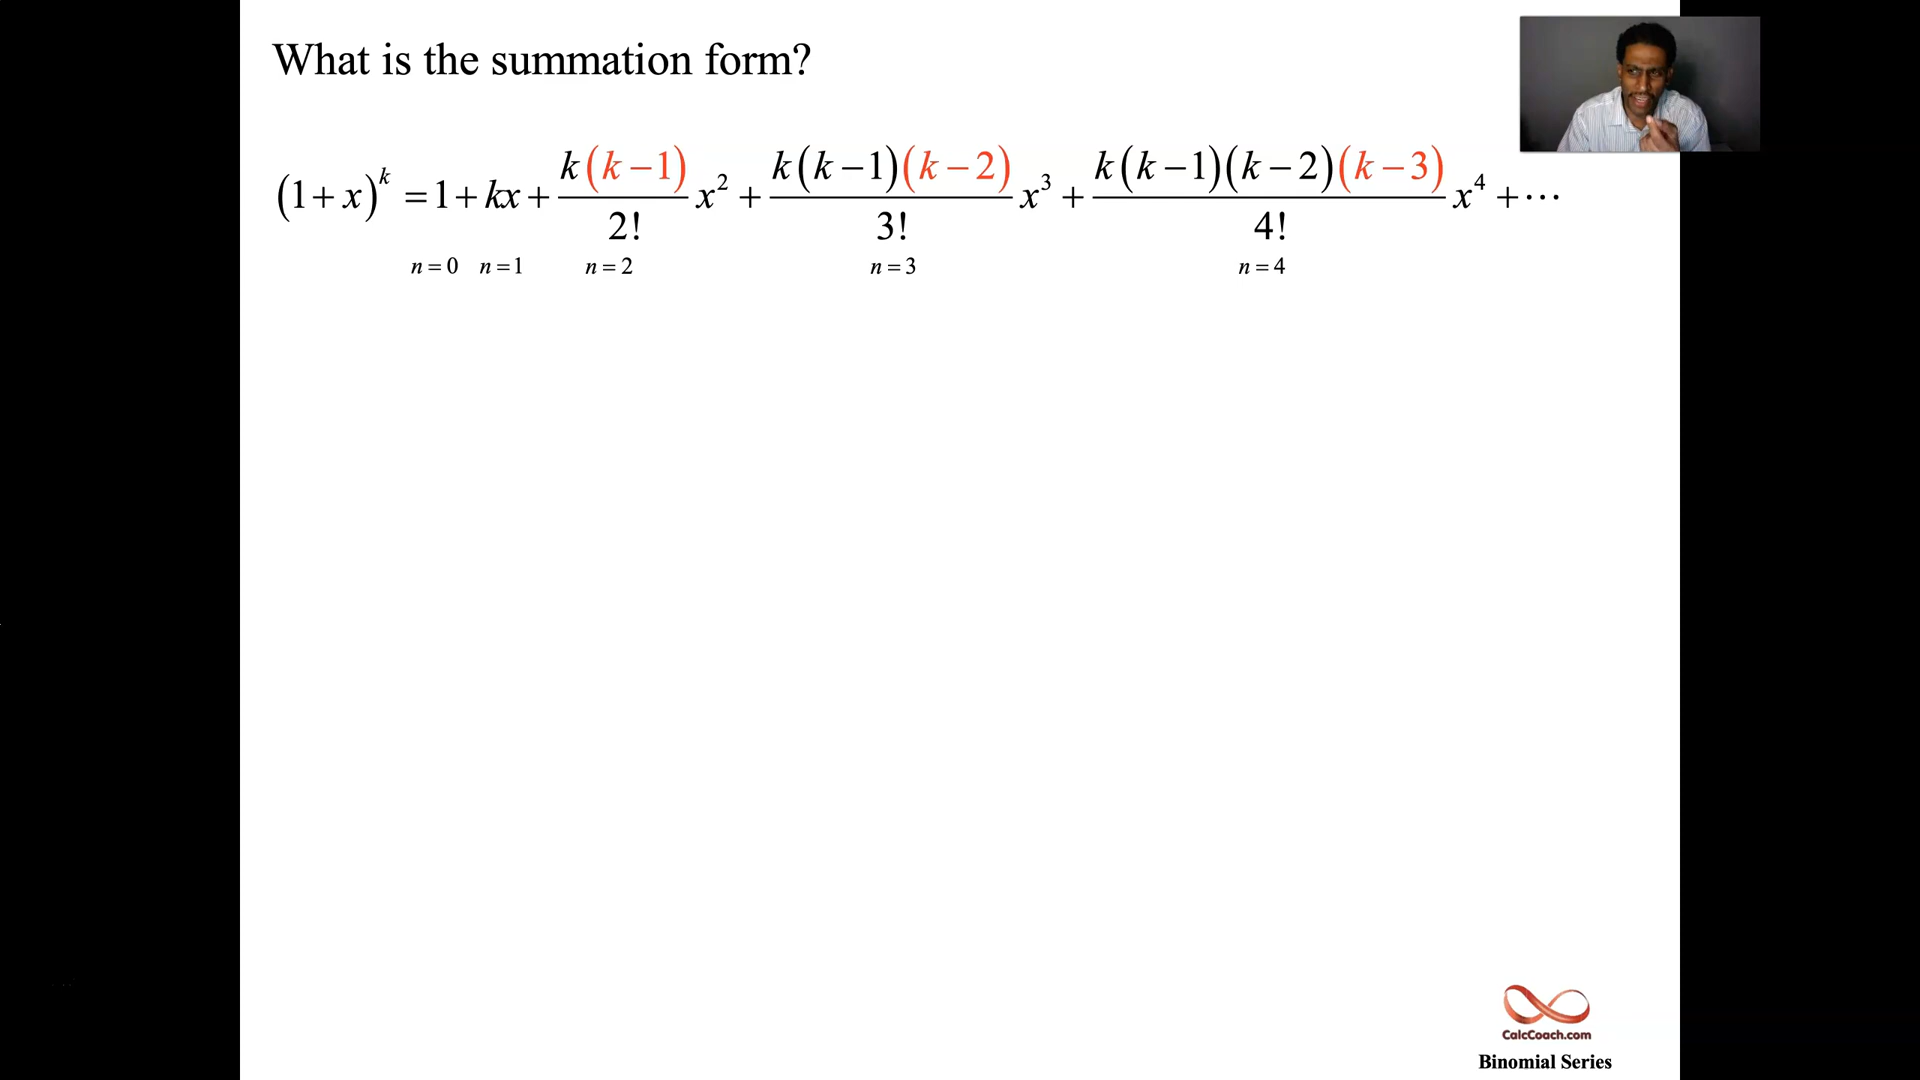 What is the summation form?
(1+x)^k = 1 + kx + k(k−1)/2! x^2 + k(k−1)(k−2)/3! x^3 + k(k−1)(k−2)(k−3)/4! x^4 + ⋯
n=0 n=1 n=2 n=3 n=4
CalcCoach.com
Binomial Series